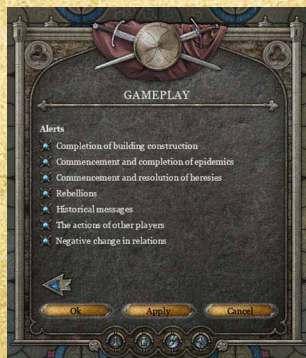 GAMEPLAY
Alerts
Completion of building construction
Commencement and completion of epidemics
Commencement and resolution of heresies
Rebellions
Historical messages
The actions of other players
Negative change in relations
Ok Apply Cancel